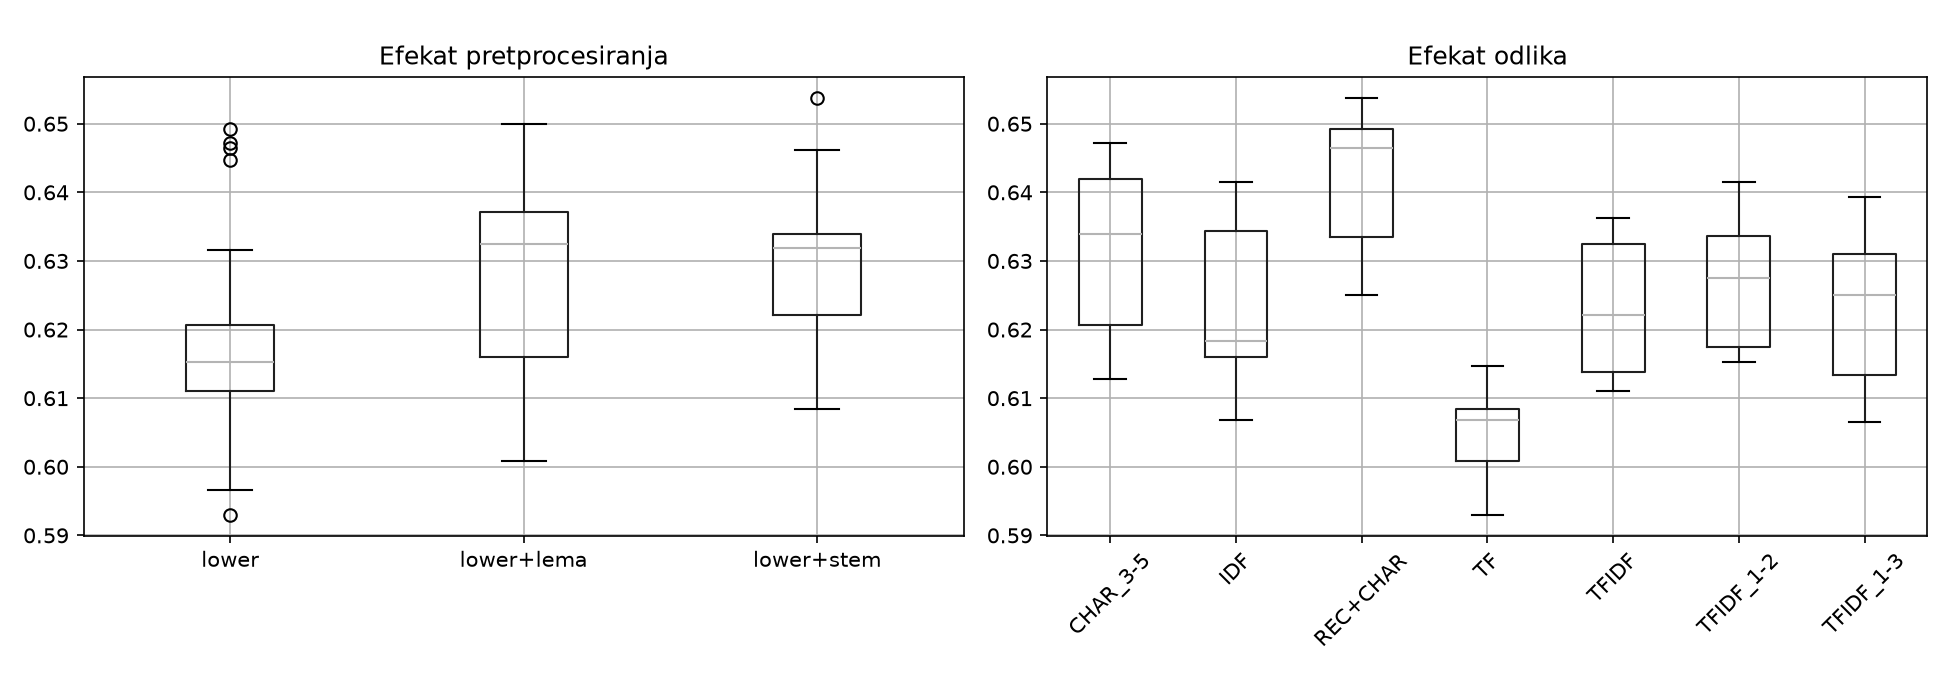 Efekat pretprocesiranja
0.65
0.64
0.63
0.62
0.61
0.60
0.59
lower
lower+lema
lower+stem
Efekat odlika
0.65
0.64
0.63
0.62
0.61
0.60
0.59
CHAR_3-5
IDF
REC+CHAR
TF
TFIDF
TFIDF_1-2
TFIDF_1-3